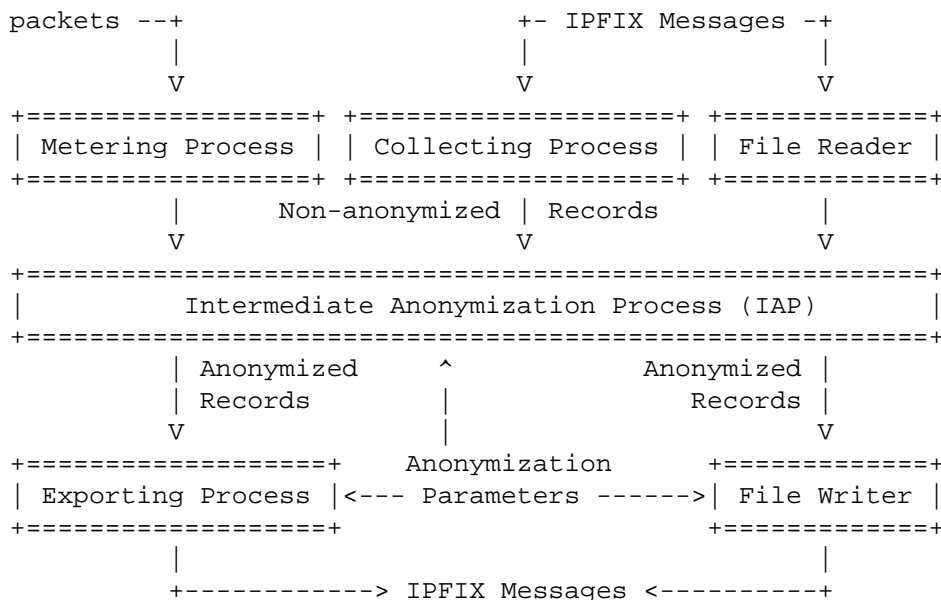 packets --+                     +- IPFIX Messages -+
          |                     |                  |
          V                     V                  V
+==================+ +====================+ +=============+
| Metering Process | | Collecting Process | | File Reader |
+==================+ +====================+ +=============+
          |      Non-anonymized | Records          |
          V                     V                  V
+=========================================================+
|          Intermediate Anonymization Process (IAP)       |
+=========================================================+
          | Anonymized     ^            Anonymized |
          | Records        |               Records |
          V                |                       V
+===================+    Anonymization      +=============+
| Exporting Process |<--- Parameters ------>| File Writer |
+===================+                       +=============+
          |                                        |
          +------------> IPFIX Messages <----------+